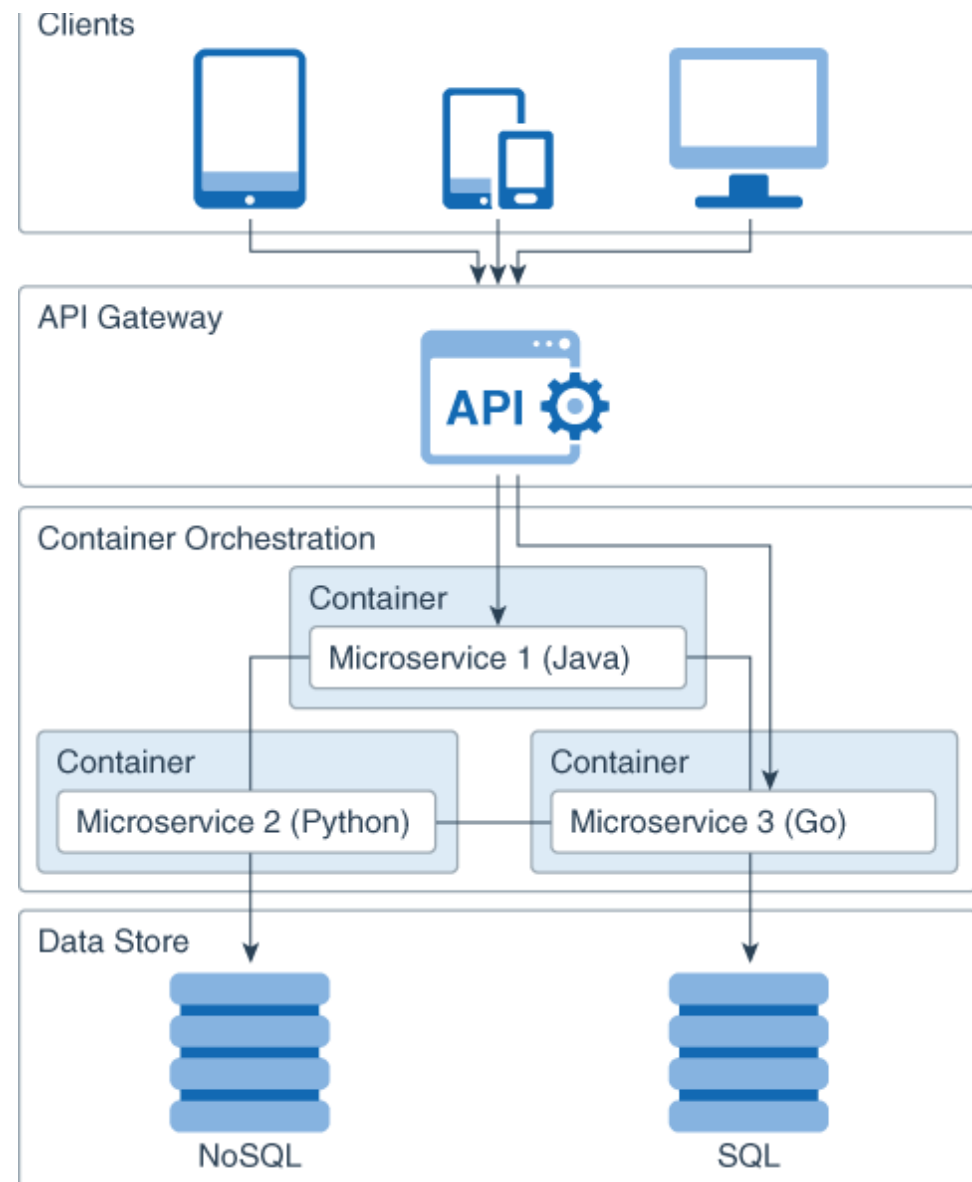 Clients
API Gateway
API
Container Orchestration
Container
Microservice 1 (Java)
Container
Container
Microservice 2 (Python)
Microservice 3 (Go)
Data Store
NoSQL
SQL